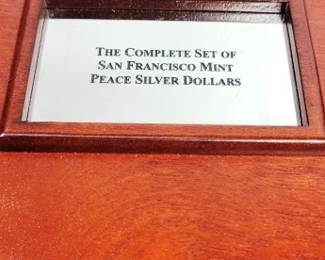 The Complete Set of
San Francisco Mint
Peace Silver Dollars